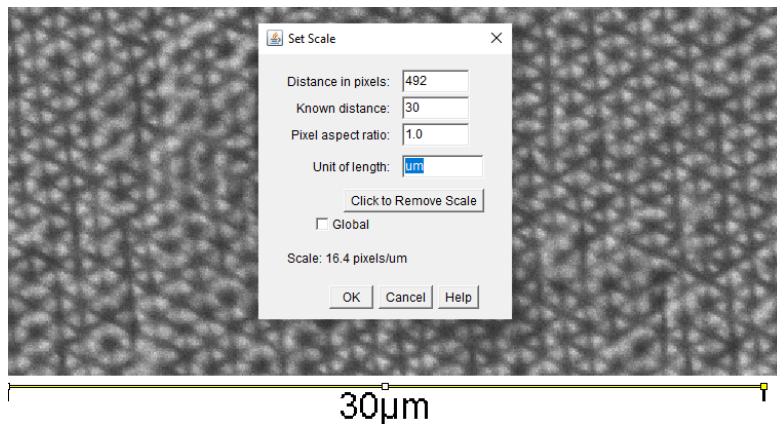 Set Scale
Distance in pixels: 492
Known distance: 30
Pixel aspect ratio: 1.0
Unit of length: um
Click to Remove Scale
Global
Scale: 16.4 pixels/um
OK Cancel Help
30µm